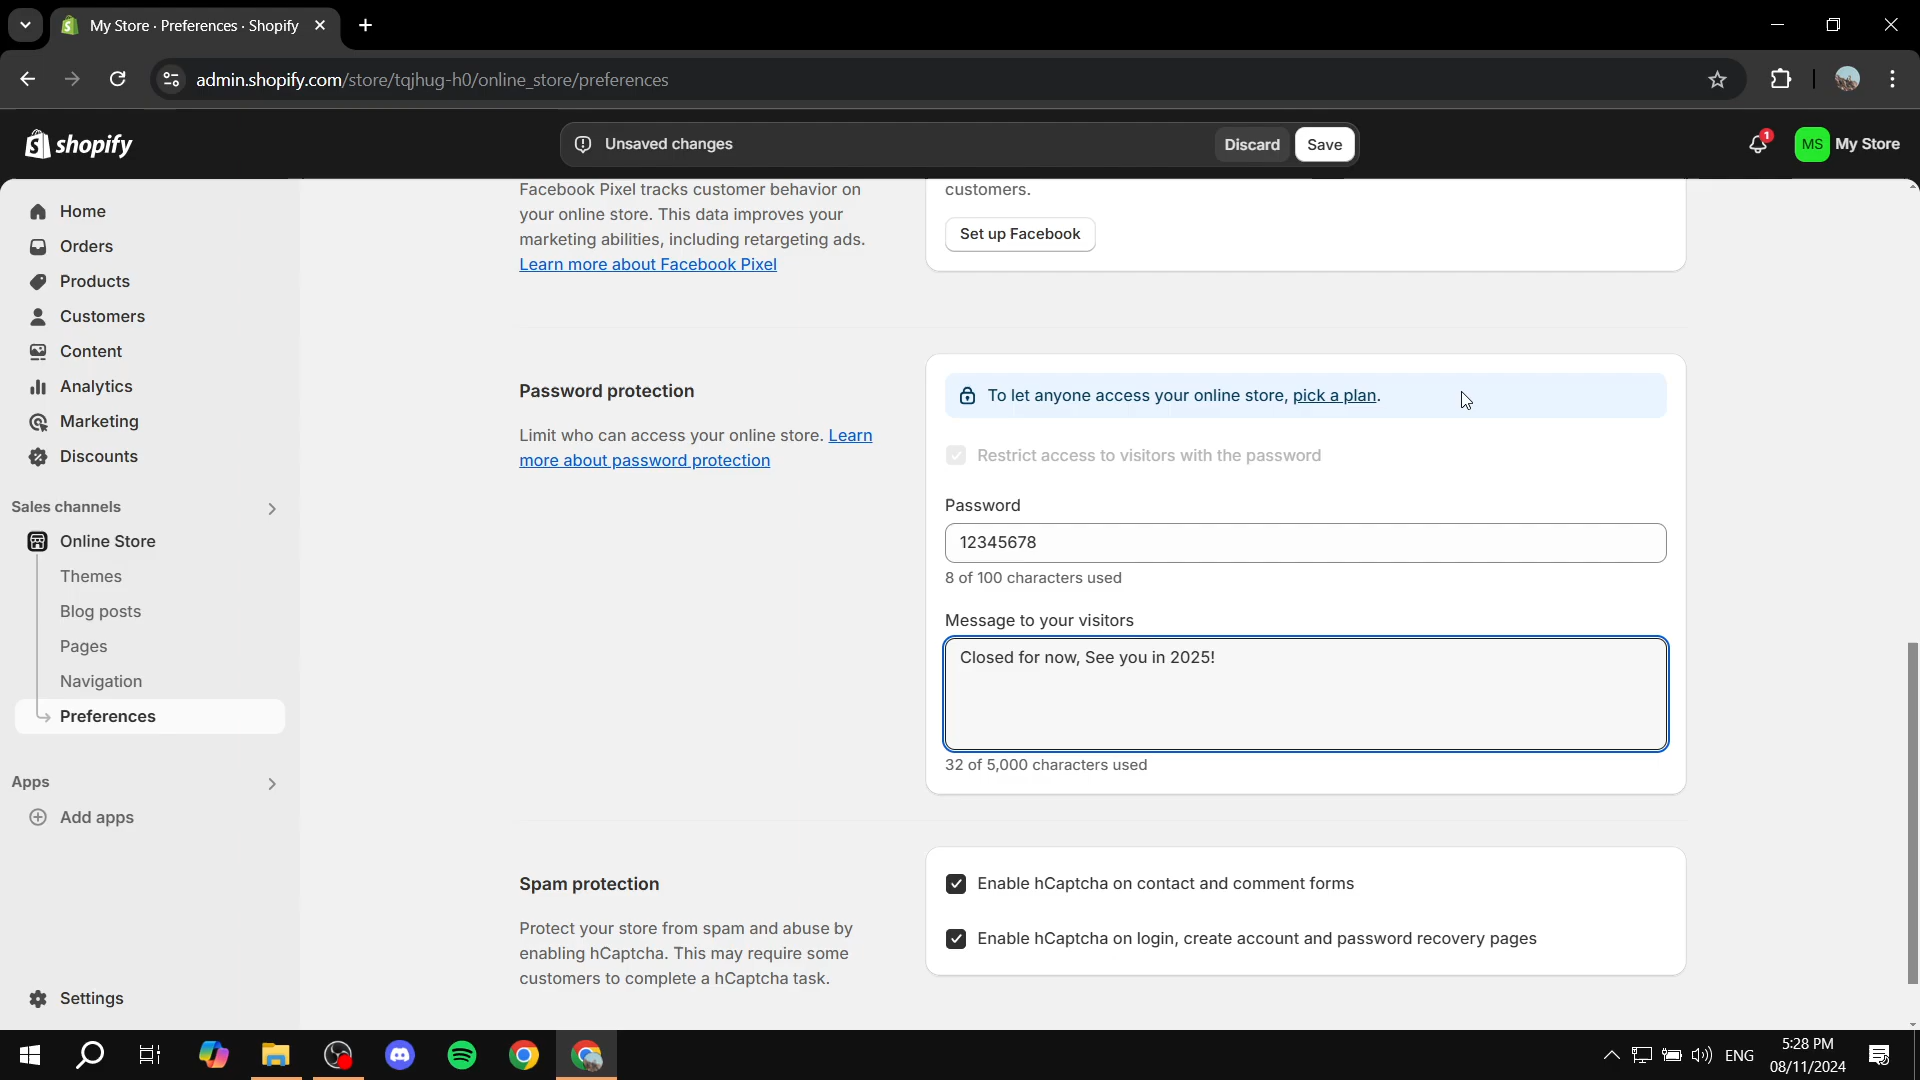 My Store · Preferences · Shopify
admin.shopify.com/store/tqjhug-h0/online_store/preferences
shopify
Unsaved changes
Discard
Save
1
MS
My Store
Home
Orders
Products
Customers
Content
Analytics
Marketing
Discounts
Sales channels
Online Store
Themes
Blog posts
Pages
Navigation
Preferences
Apps
Add apps
Settings
Facebook Pixel tracks customer behavior on
your online store. This data improves your
marketing abilities, including retargeting ads.
Learn more about Facebook Pixel
customers.
Set up Facebook
Password protection
Limit who can access your online store. Learn
more about password protection
To let anyone access your online store, pick a plan.
Restrict access to visitors with the password
Password
12345678
8 of 100 characters used
Message to your visitors
Closed for now, See you in 2025!
32 of 5,000 characters used
Spam protection
Protect your store from spam and abuse by
enabling hCaptcha. This may require some
customers to complete a hCaptcha task.
Enable hCaptcha on contact and comment forms
Enable hCaptcha on login, create account and password recovery pages
ENG
5:28 PM
08/11/2024